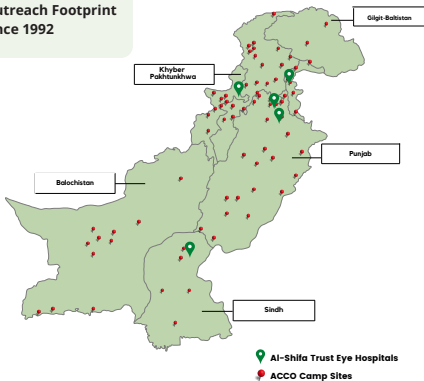 utreach Footprint
nce 1992
Gilgit-Baltistan
Khyber
Pakhtunkhwa
Punjab
Balochistan
Sindh
Al-Shifa Trust Eye Hospitals
ACCO Camp Sites